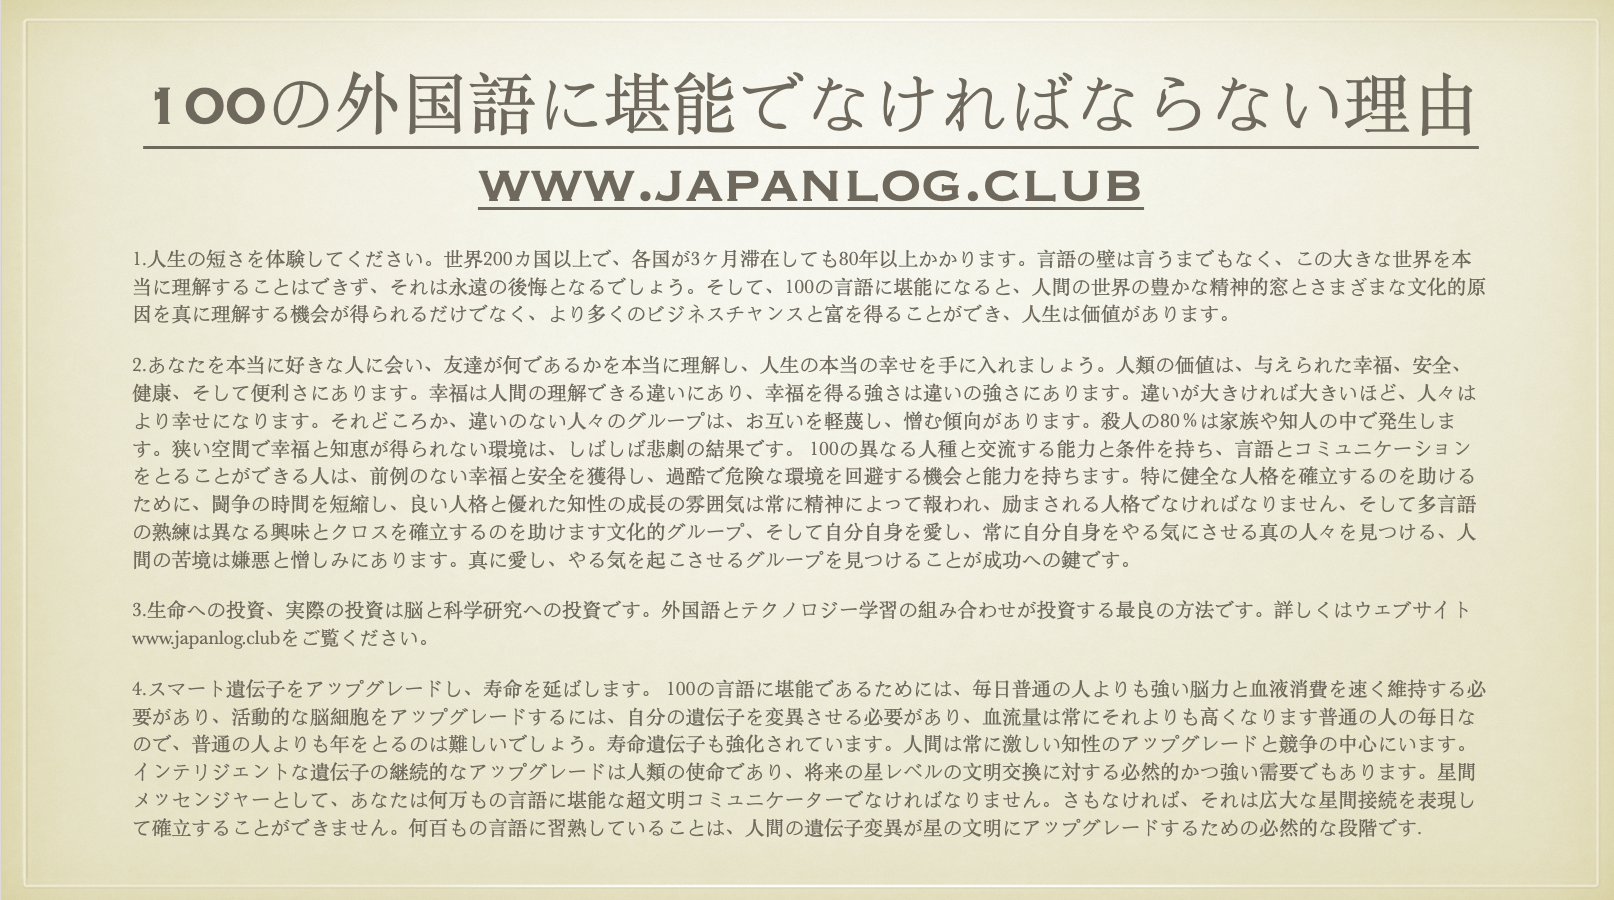 100の外国語に堪能でなければならない理由
WWW.JAPANLOG.CLUB
1.人生の短さを体験してください。世界200カ国以上で、各国が3ヶ月滞在しても80年以上かかります。言語の壁は言うまでもなく、この大きな世界を本
当に理解することはできず、それは永遠の後悔となるでしょう。そして、100の言語に堪能になると、人間の世界の豊かな精神的窓とさまざまな文化的原
因を真に理解する機会が得られるだけでなく、より多くのビジネスチャンスと富を得ることができ、人生は価値があります。
2.あなたを本当に好きな人に会い、友達が何であるかを本当に理解し、人生の本当の幸せを手に入れましょう。人類の価値は、与えられた幸福、安全、
健康、そして便利さにあります。幸福は人間の理解できる違いにあり、幸福を得る強さは違いの強さにあります。違いが大きければ大きいほど、人々は
より幸せになります。それどころか、違いのない人々のグループは、お互いを軽蔑し、憎む傾向があります。殺人の80％は家族や知人の中で発生しま
す。狭い空間で幸福と知恵が得られない環境は、しばしば悲劇の結果です。 100の異なる人種と交流する能力と条件を持ち、言語とコミュニケーション
をとることができる人は、前例のない幸福と安全を獲得し、過酷で危険な環境を回避する機会と能力を持ちます。特に健全な人格を確立するのを助ける
ために、闘争の時間を短縮し、良い人格と優れた知性の成長の雰囲気は常に精神によって報われ、励まされる人格でなければなりません、そして多言語
の熟練は異なる興味とクロスを確立するのを助けます文化的グループ、そして自分自身を愛し、常に自分自身をやる気にさせる真の人々を見つける、人
間の苦境は嫌悪と憎しみにあります。真に愛し、やる気を起こさせるグループを見つけることが成功への鍵です。
3.生命への投資、実際の投資は脳と科学研究への投資です。外国語とテクノロジー学習の組み合わせが投資する最良の方法です。詳しくはウェブサイト
www.japanlog.clubをご覧ください。
4.スマート遺伝子をアップグレードし、寿命を延ばします。 100の言語に堪能であるためには、毎日普通の人よりも強い脳力と血液消費を速く維持する必
要があり、活動的な脳細胞をアップグレードするには、自分の遺伝子を変異させる必要があり、血流量は常にそれよりも高くなります普通の人の毎日な
ので、普通の人よりも年をとるのは難しいでしょう。寿命遺伝子も強化されています。人間は常に激しい知性のアップグレードと競争の中心にいます。
インテリジェントな遺伝子の継続的なアップグレードは人類の使命であり、将来の星レベルの文明交換に対する必然的かつ強い需要でもあります。星間
メッセンジャーとして、あなたは何万もの言語に堪能な超文明コミュニケーターでなければなりません。さもなければ、それは広大な星間接続を表現し
て確立することができません。何百もの言語に習熟していることは、人間の遺伝子変異が星の文明にアップグレードするための必然的な段階です.